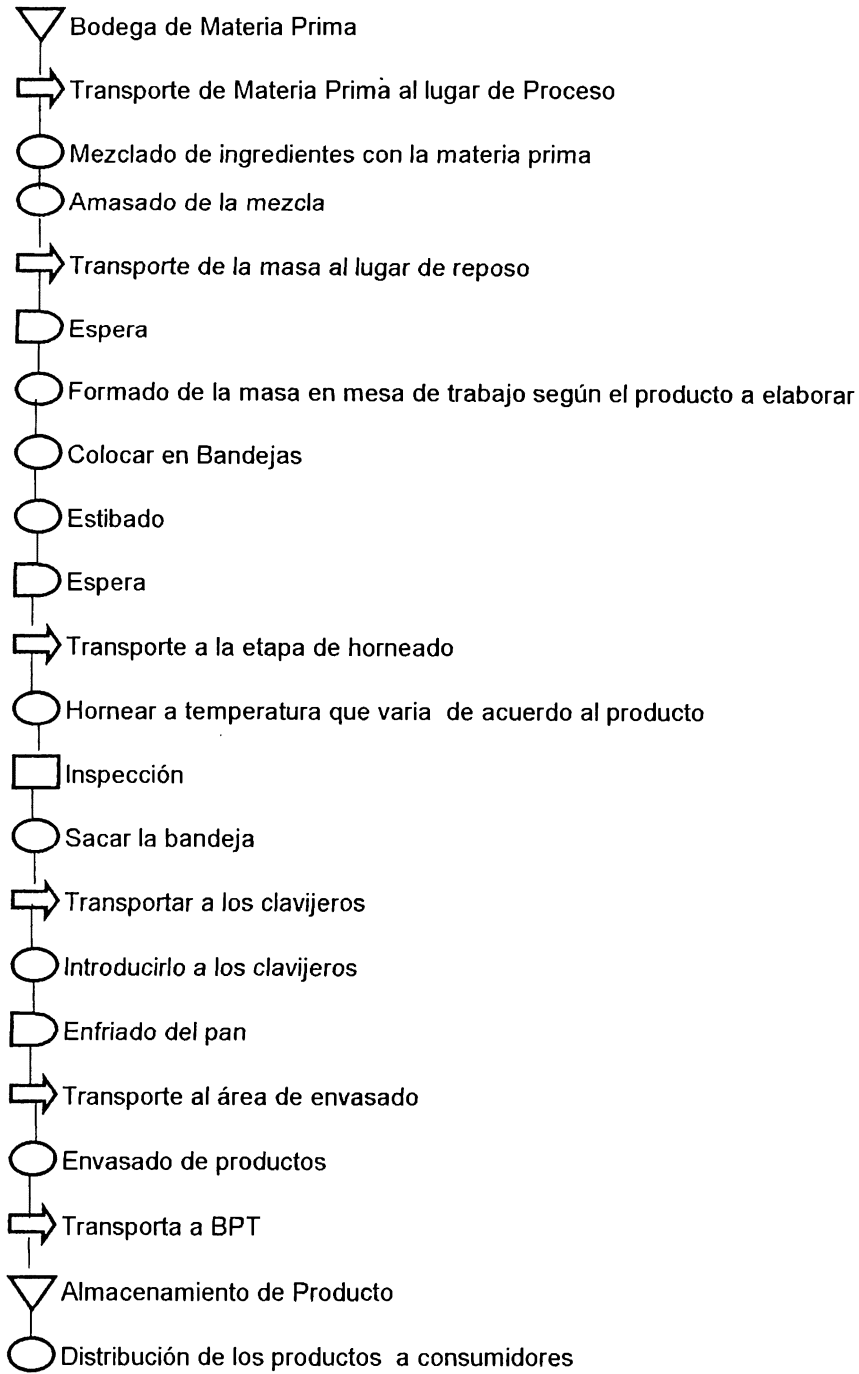 Bodega de Materia Prima
Transporte de Materia Prima al lugar de Proceso
Mezclado de ingredientes con la materia prima
Amasado de la mezcla
Transporte de la masa al lugar de reposo
Espera
Formado de la masa en mesa de trabajo según el producto a elaborar
Colocar en Bandejas
Estibado
Espera
Transporte a la etapa de horneado
Hornear a temperatura que varia de acuerdo al producto
Inspección
Sacar la bandeja
Transportar a los clavijeros
Introducirlo a los clavijeros
Enfriado del pan
Transporte al área de envasado
Envasado de productos
Transporta a BPT
Almacenamiento de Producto
Distribución de los productos a consumidores